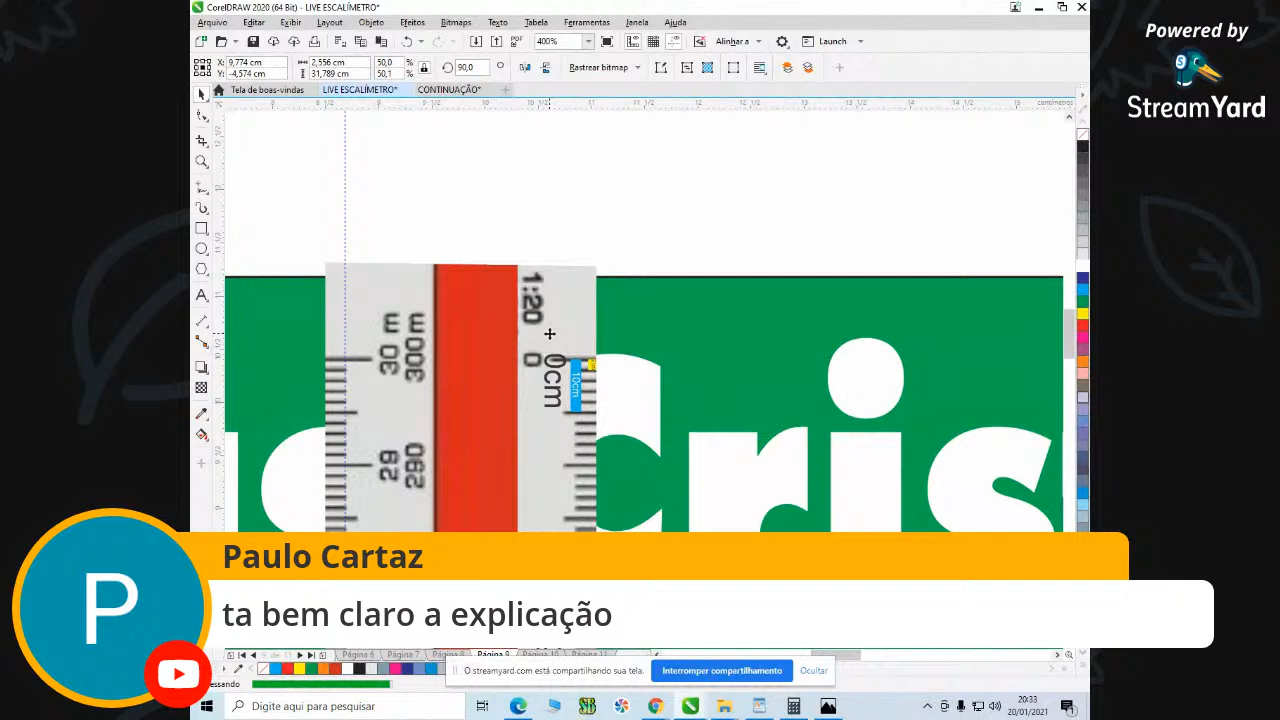 CorelDRAW 2020 (64 Bit) - LIVE ESCALÍMETRO*
Powered by
StreamYard
Arquivo Editar Exibir Layout Objeto Efeitos Bitmaps Texto Tabela Ferramentas Janela Ajuda
400% Alinhar a Launch
X: 9,774 cm 2,556 cm 50,0 % 90,0 ° Rastrear bitmap
Y: -4,574 cm 31,789 cm 50,1 %
Tela de boas-vindas LIVE ESCALÍMETRO* CONTINUAÇÃO*
centímetros
1:20
30 m
300m
0
0cm
10cm
29
290
Cris
Paulo Cartaz
P
ta bem claro a explicação
Página 6 Página 7 Página 8 Página 9 Página 10 Página 11
O streamyard.com está compartilhando sua tela. Interromper compartilhamento Ocultar
Digite aqui para pesquisar
20:33
20/01/2021